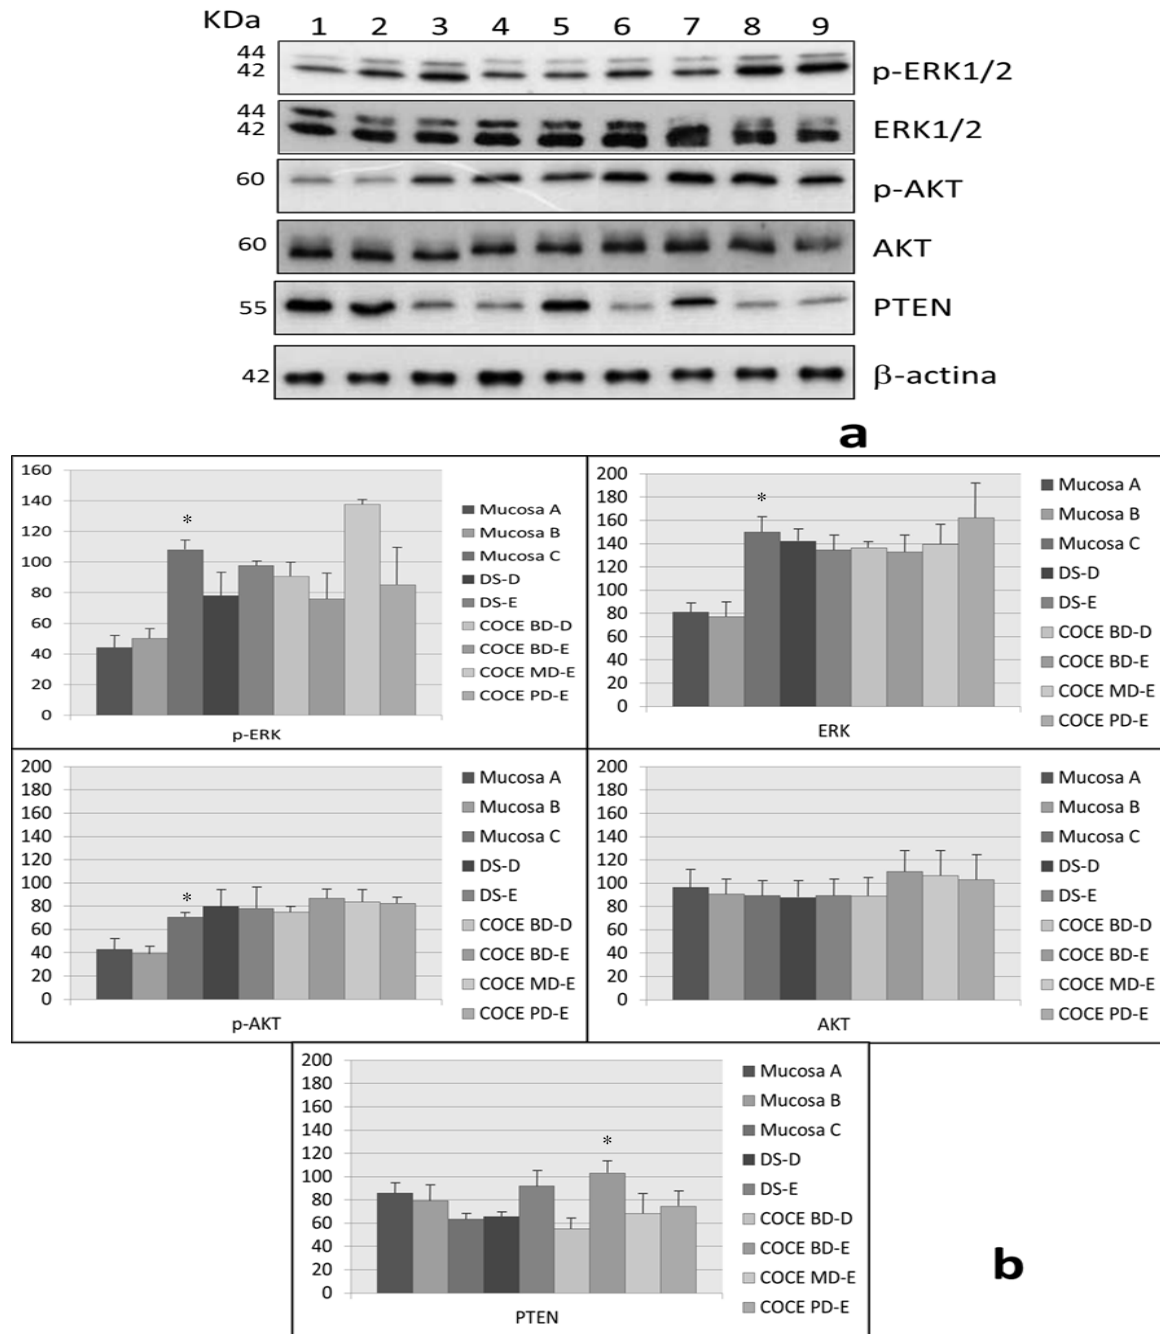 KDa 1 2 3 4 5 6 7 8 9
44
42
p-ERK1/2
44
42
ERK1/2
60
p-AKT
60
AKT
55
PTEN
42
β-actina
a
160
140
120
100
80
60
40
20
0
*
p-ERK
Mucosa A
Mucosa B
Mucosa C
DS-D
DS-E
COCE BD-D
COCE BD-E
COCE MD-E
COCE PD-E
200
180
160
140
120
100
80
60
40
20
0
*
ERK
Mucosa A
Mucosa B
Mucosa C
DS-D
DS-E
COCE BD-D
COCE BD-E
COCE MD-E
COCE PD-E
200
180
160
140
120
100
80
60
40
20
0
*
p-AKT
Mucosa A
Mucosa B
Mucosa C
DS-D
DS-E
COCE BD-D
COCE BD-E
COCE MD-E
COCE PD-E
200
180
160
140
120
100
80
60
40
20
0
AKT
Mucosa A
Mucosa B
Mucosa C
DS-D
DS-E
COCE BD-D
COCE BD-E
COCE MD-E
COCE PD-E
200
180
160
140
120
100
80
60
40
20
0
*
PTEN
Mucosa A
Mucosa B
Mucosa C
DS-D
DS-E
COCE BD-D
COCE BD-E
COCE MD-E
COCE PD-E
b